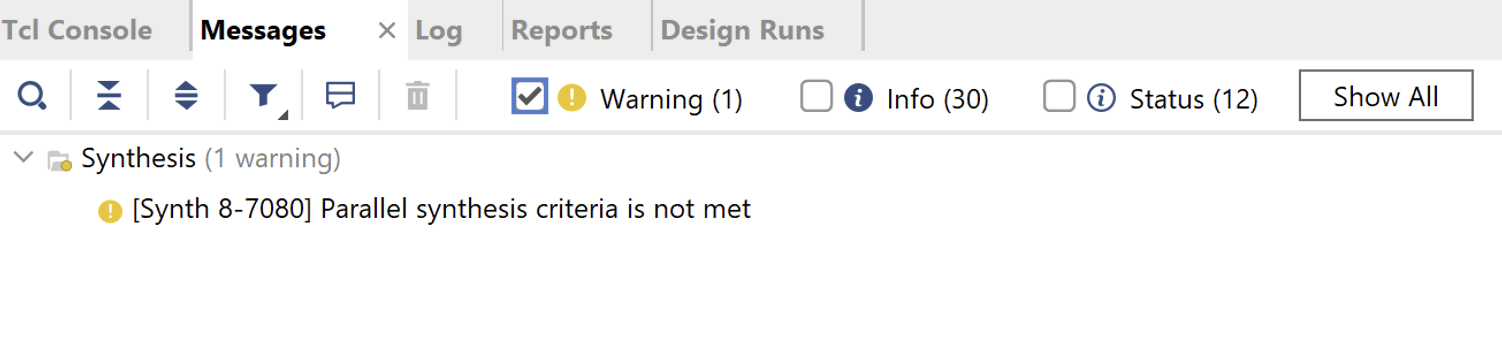 Tcl Console Messages Log Reports Design Runs
Warning (1) Info (30) Status (12) Show All
Synthesis (1 warning)
[Synth 8-7080] Parallel synthesis criteria is not met